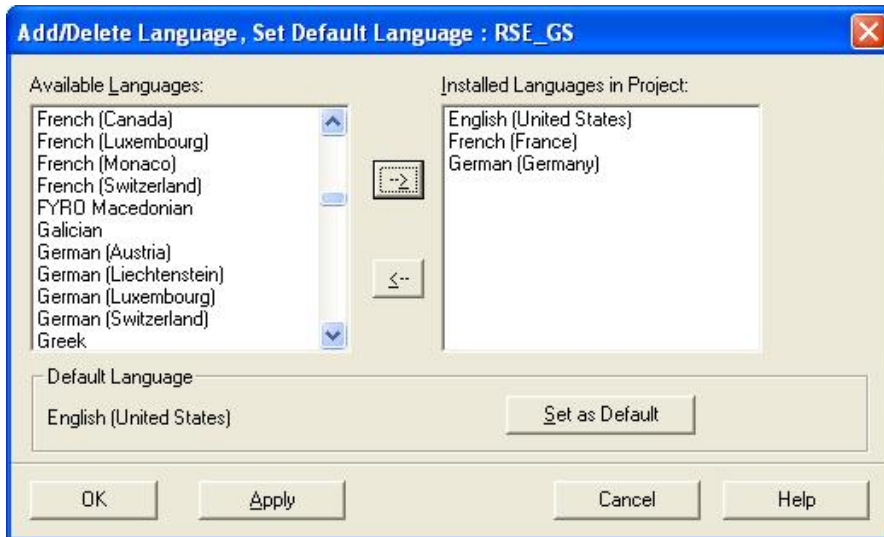 Add/Delete Language, Set Default Language : RSE_GS
Available Languages:
French (Canada)
French (Luxembourg)
French (Monaco)
French (Switzerland)
FYRO Macedonian
Galician
German (Austria)
German (Liechtenstein)
German (Luxembourg)
German (Switzerland)
Greek
-->
<--
Installed Languages in Project:
English (United States)
French (France)
German (Germany)
Default Language
English (United States)
Set as Default
OK
Apply
Cancel
Help